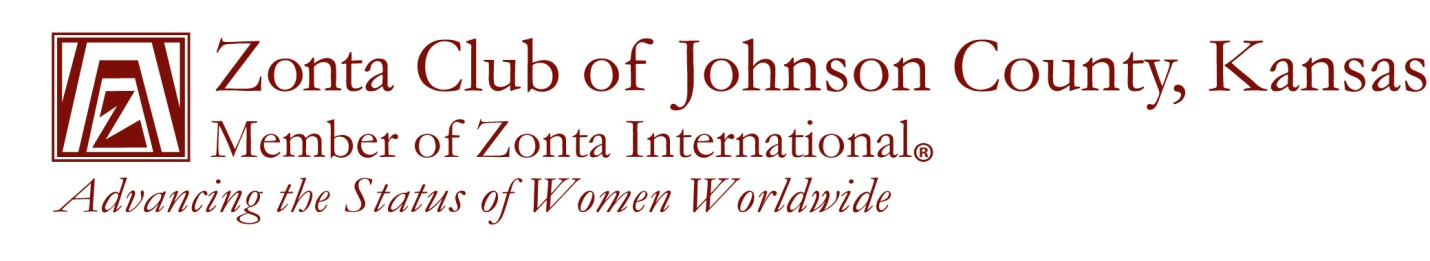 Zonta Club of Johnson County, Kansas
Member of Zonta International®
Advancing the Status of Women Worldwide